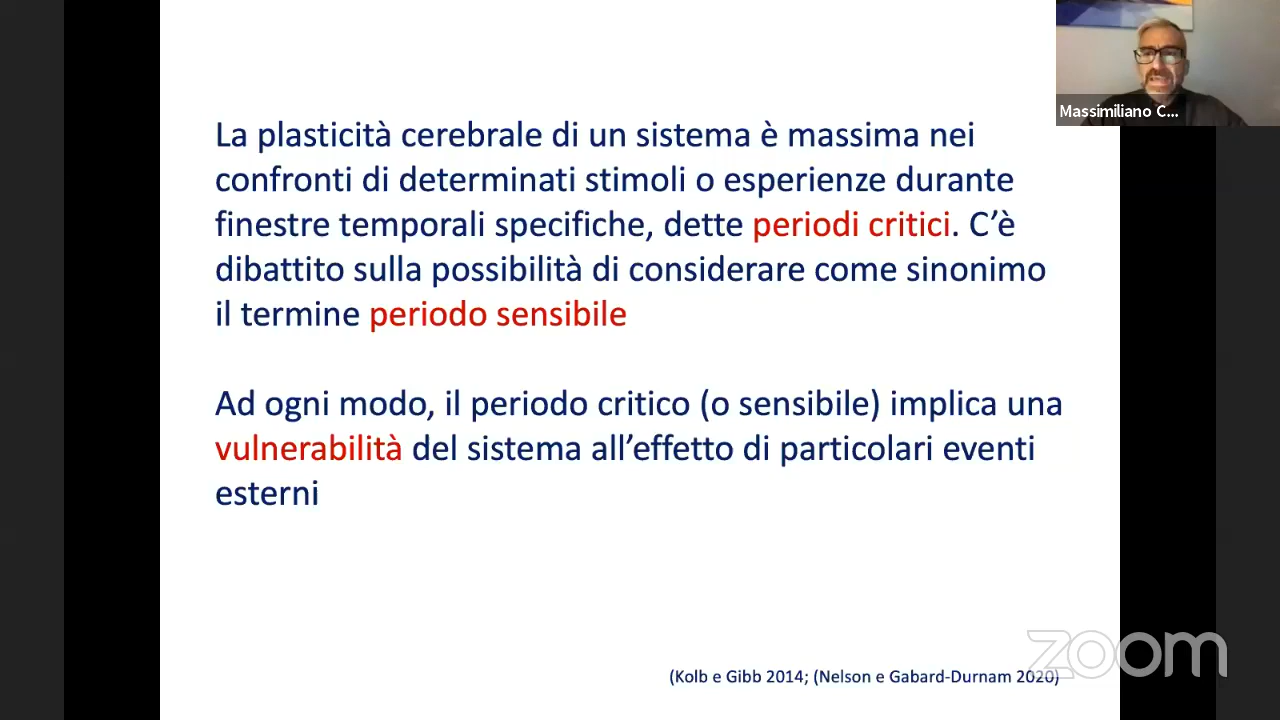 Massimiliano C...
La plasticità cerebrale di un sistema è massima nei
confronti di determinati stimoli o esperienze durante
finestre temporali specifiche, dette periodi critici. C’è
dibattito sulla possibilità di considerare come sinonimo
il termine periodo sensibile
Ad ogni modo, il periodo critico (o sensibile) implica una
vulnerabilità del sistema all’effetto di particolari eventi
esterni
(Kolb e Gibb 2014; (Nelson e Gabard-Durnam 2020)
zoom